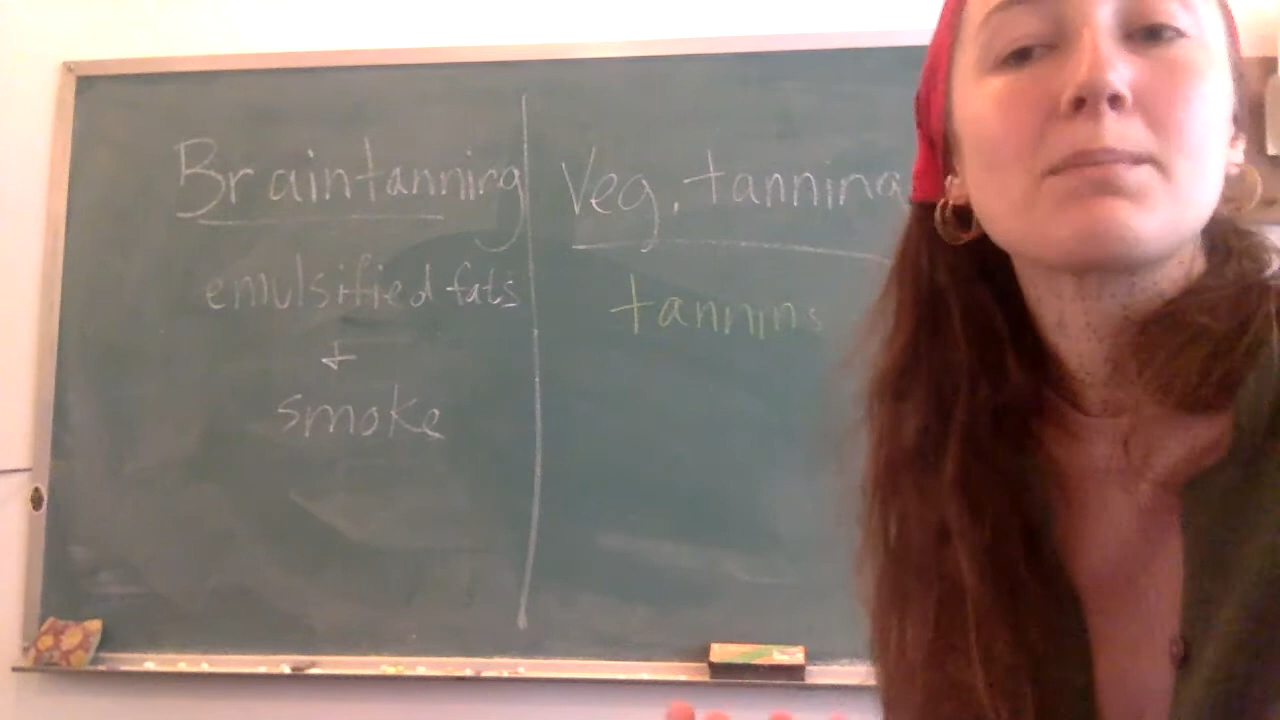 Braintanning
emulsified fats
+
smoke
Veg. tanning
tannins